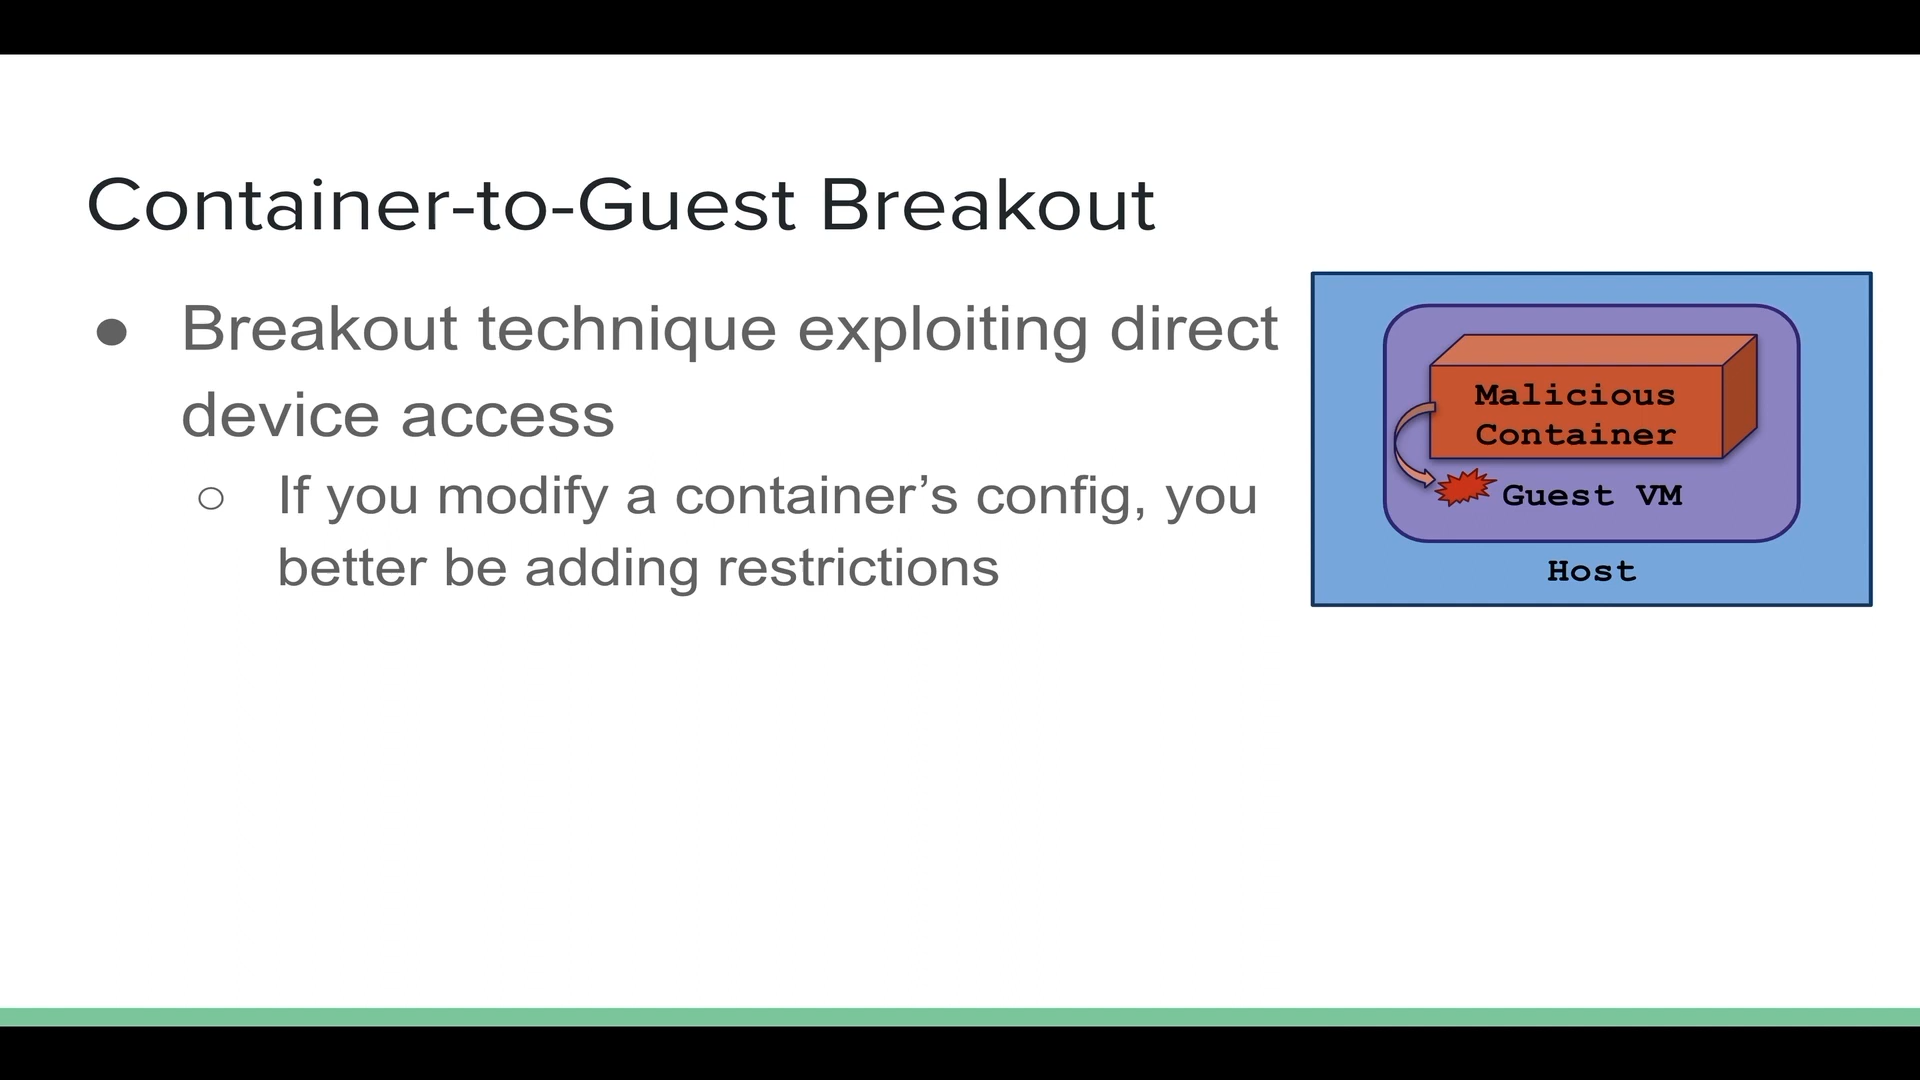 Container-to-Guest Breakout
● Breakout technique exploiting direct
device access
○ If you modify a container’s config, you
better be adding restrictions
Malicious
Container
Guest VM
Host